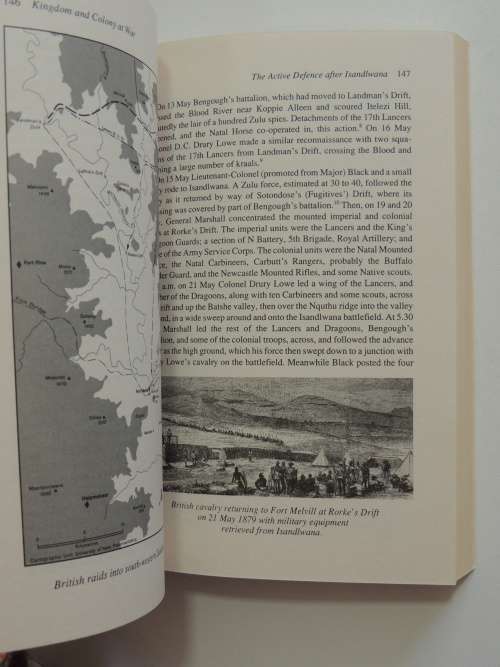 146 Kingdom and Colony at War
Landman's Drift
British raids into south-western
The Active Defence after Isandlwana 147
On 13 May Bengough's battalion, which had moved to Landman's Drift,
the Blood River near Koppie Alleen and scoured Itelezi Hill,
the lair of a hundred Zulu spies. Detachments of the 17th Lancers
and the Natal Horse co-operated in, this action.⁸ On 16 May
D.C. Drury Lowe made a similar reconnaissance with two squa-
of the 17th Lancers from Landman's Drift, crossing the Blood and
a large number of kraals.⁹
On 15 May Lieutenant-Colonel (promoted from Major) Black and a small
rode to Isandlwana. A Zulu force, estimated at 30 to 40, followed the
as it returned by way of Sotondose's (Fugitives') Drift, where its
was covered by part of Bengough's battalion.¹⁰ Then, on 19 and 20
General Marshall concentrated the mounted imperial and colonial
at Rorke's Drift. The imperial units were the Lancers and the King's
Guards; a section of N Battery, 5th Brigade, Royal Artillery; and
of the Army Service Corps. The colonial units were the Natal Mounted
the Natal Carbineers, Carbutt's Rangers, probably the Buffalo
Guard, and the Newcastle Mounted Rifles, and some Native scouts.
a.m. on 21 May Colonel Drury Lowe led a wing of the Lancers, and
of the Dragoons, along with ten Carbineers and some scouts, across
and up the Batshe valley, then over the Nquthu ridge into the valley
in a wide sweep around and onto the Isandlwana battlefield. At 5.30
Marshall led the rest of the Lancers and Dragoons, Bengough's
and some of the colonial troops, across, and followed the advance
as the high ground, which his force then swept down to a junction with
Lowe's cavalry on the battlefield. Meanwhile Black posted the four
British cavalry returning to Fort Melvill at Rorke's Drift
on 21 May 1879 with military equipment
retrieved from Isandlwana.